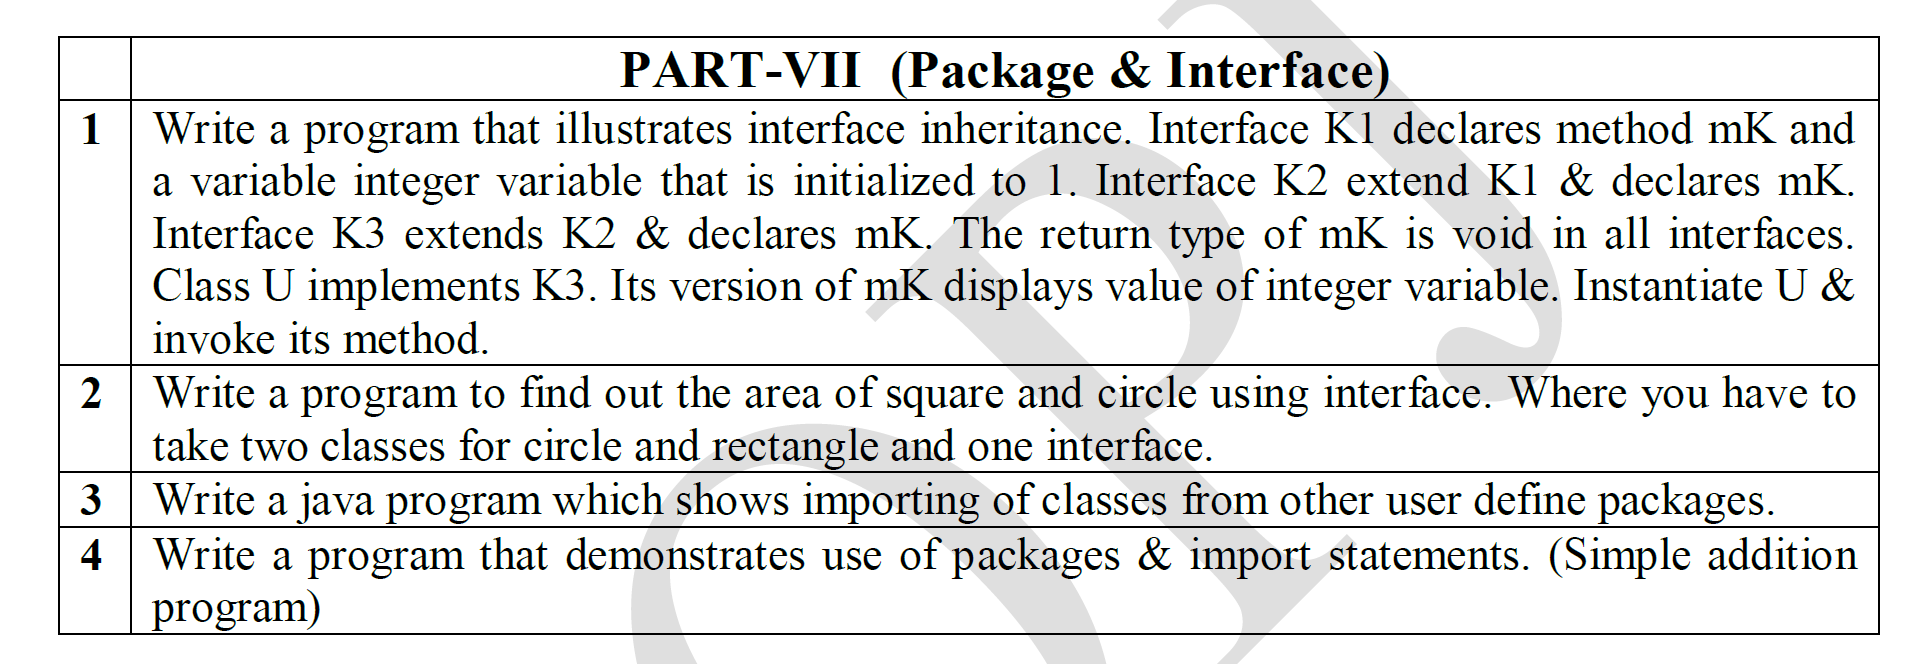 PART-VII (Package & Interface)
1 Write a program that illustrates interface inheritance. Interface K1 declares method mK and
a variable integer variable that is initialized to 1. Interface K2 extend K1 & declares mK.
Interface K3 extends K2 & declares mK. The return type of mK is void in all interfaces.
Class U implements K3. Its version of mK displays value of integer variable. Instantiate U &
invoke its method.
2 Write a program to find out the area of square and circle using interface. Where you have to
take two classes for circle and rectangle and one interface.
3 Write a java program which shows importing of classes from other user define packages.
4 Write a program that demonstrates use of packages & import statements. (Simple addition
program)